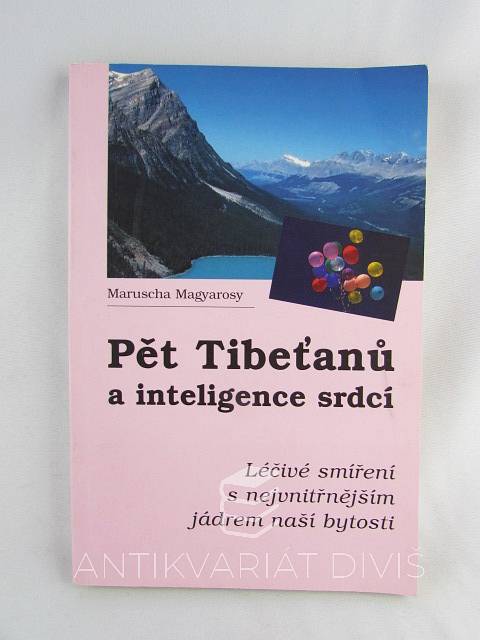 Maruscha Magyarosy
Pět Tibeťanů
a inteligence srdcí
Léčivé smíření
s nejvnitřnějším
jádrem naší bytosti
ANTIKVARIÁT DIVIŠ